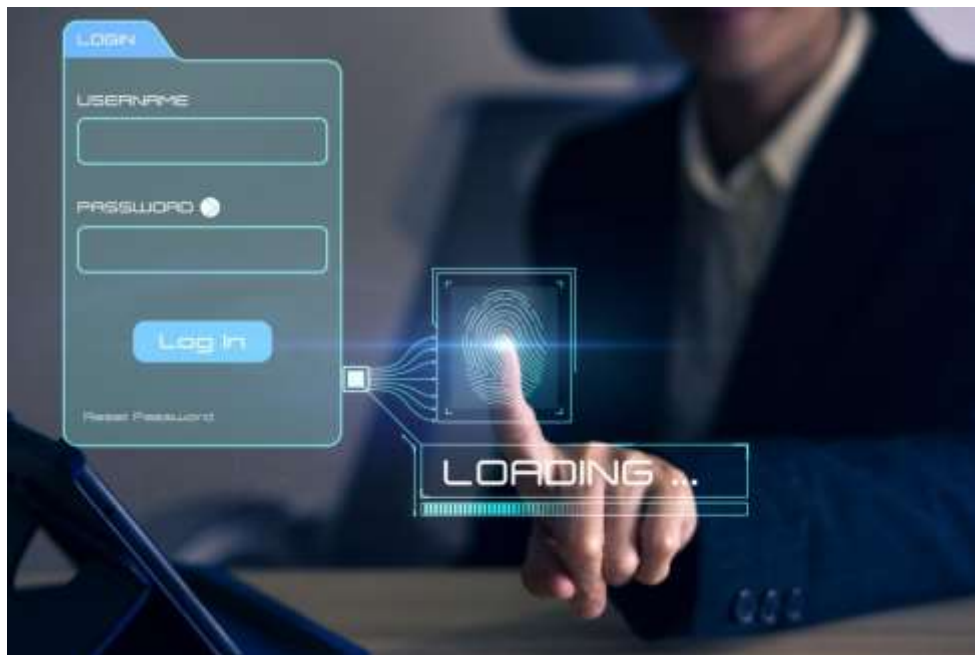 LOGIN
USERNAME
PASSWORD
Log In
Reset Password
LOADING ...